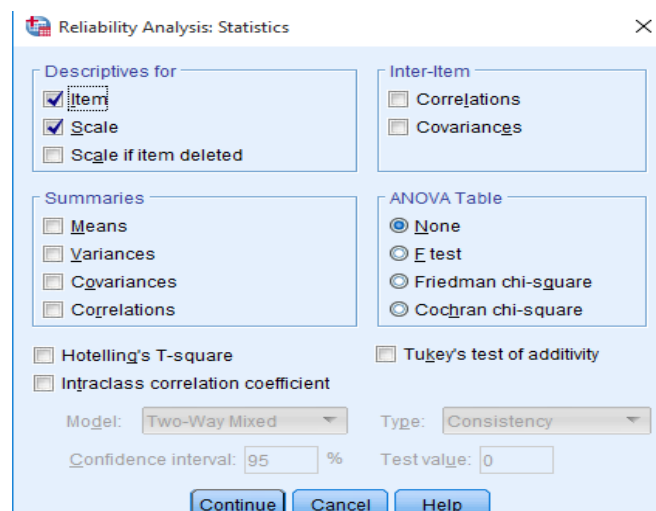 Reliability Analysis: Statistics
Descriptives for
Item
Scale
Scale if item deleted
Inter-Item
Correlations
Covariances
Summaries
Means
Variances
Covariances
Correlations
ANOVA Table
None
F test
Friedman chi-square
Cochran chi-square
Hotelling's T-square
Tukey's test of additivity
Intraclass correlation coefficient
Model: Two-Way Mixed Type: Consistency
Confidence interval: 95 % Test value: 0
Continue Cancel Help